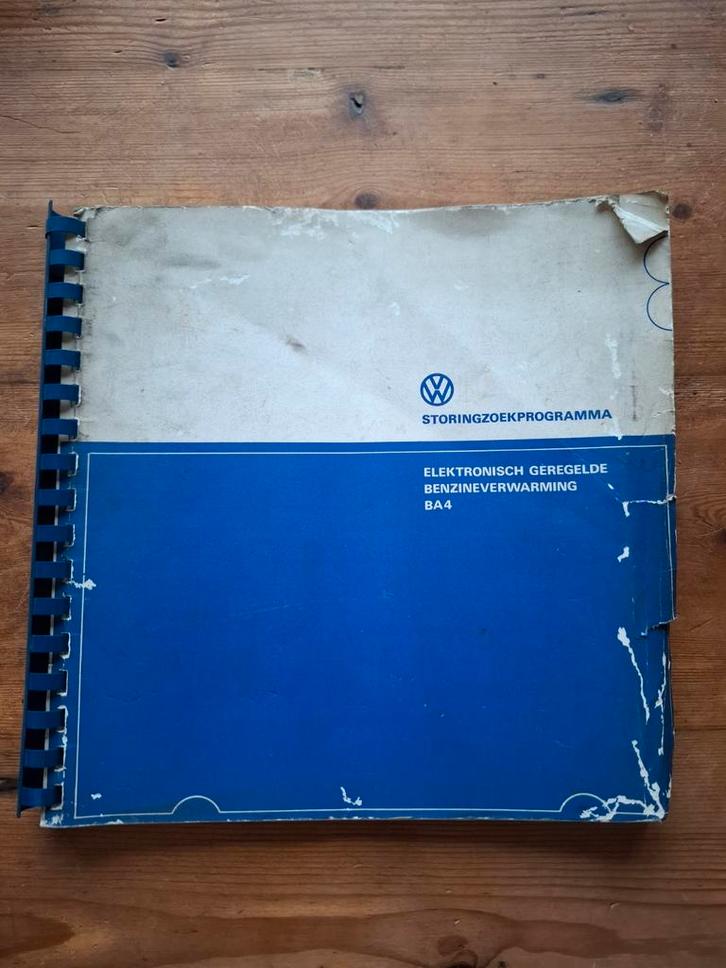 VW
STORINGZOEKPROGRAMMA
ELEKTRONISCH GEREGELDE
BENZINEVERWARMING
BA4